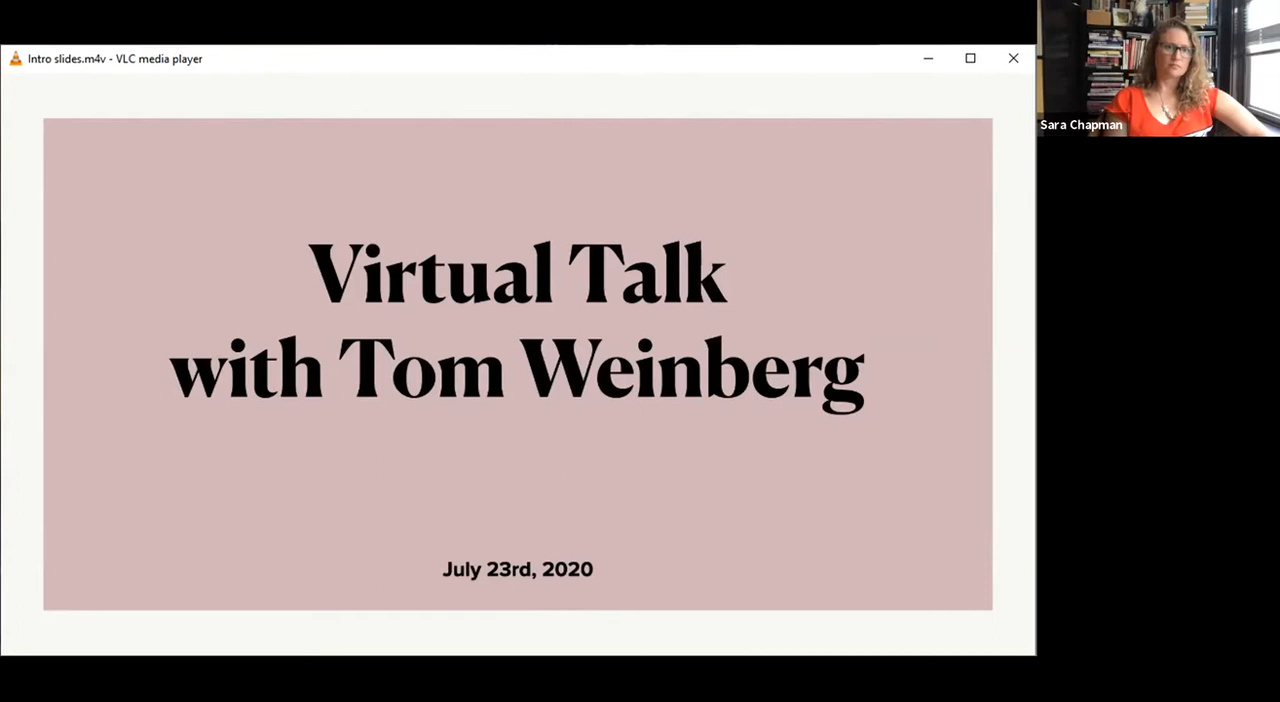 Intro slides.m4v - VLC media player
Sara Chapman
Virtual Talk
with Tom Weinberg
July 23rd, 2020